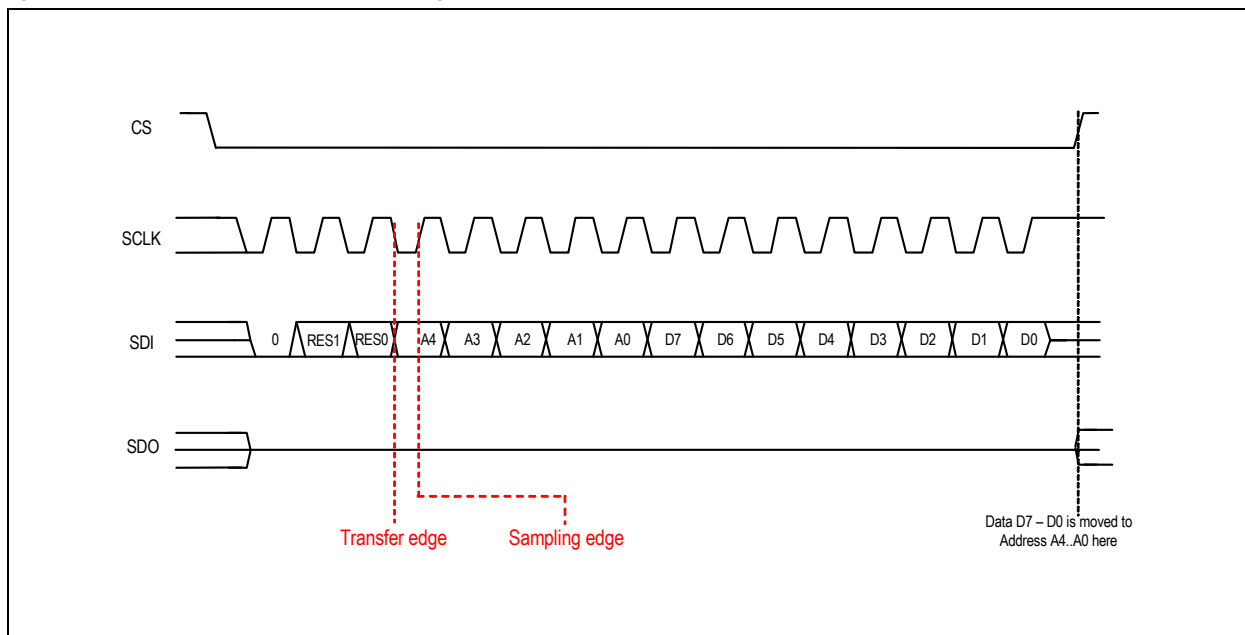 CS
SCLK
SDI
0 RES1 RES0 A4 A3 A2 A1 A0 D7 D6 D5 D4 D3 D2 D1 D0
SDO
Transfer edge
Sampling edge
Data D7 – D0 is moved to
Address A4..A0 here